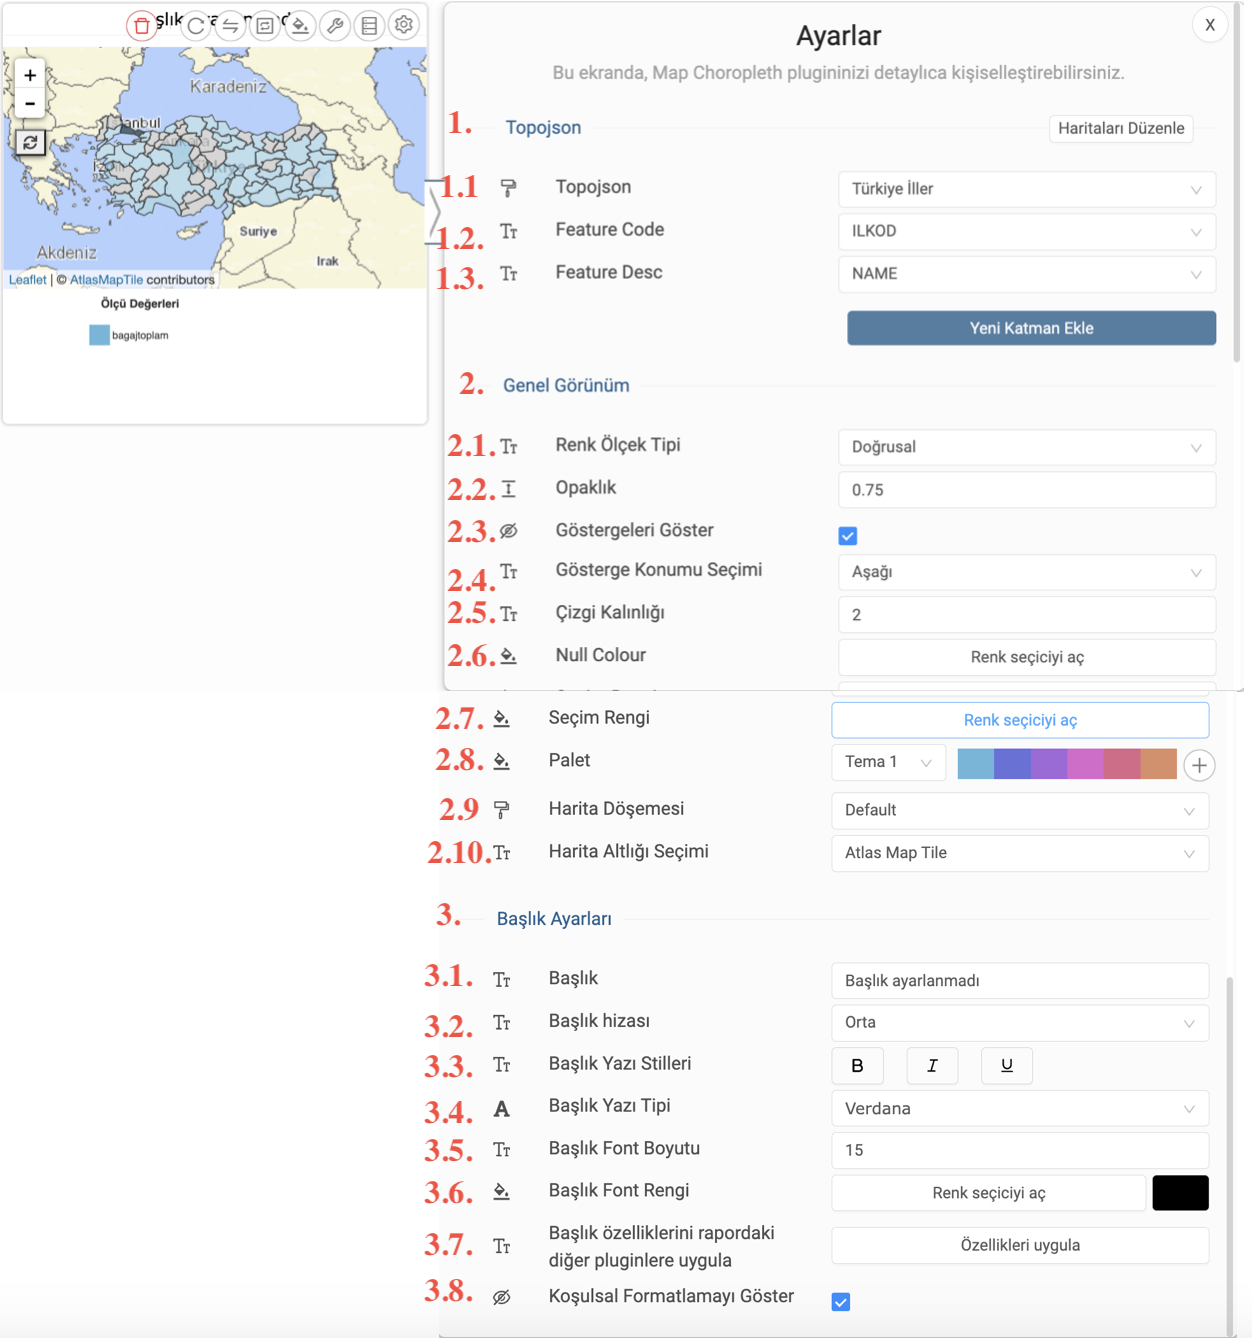 Ayarlar
X
Bu ekranda, Map Choropleth plugininizi detaylıca kişiselleştirebilirsiniz.
+
-
Karadeniz
Suriye
Irak
Akdeniz
Leaflet | © AtlasMapTile contributors
Ölçü Değerleri
bagajtoplam
1. Topojson Haritaları Düzenle
1.1 Topojson Türkiye İller
1.2. Feature Code ILKOD
1.3. Feature Desc NAME
Yeni Katman Ekle
2. Genel Görünüm
2.1. Renk Ölçek Tipi Doğrusal
2.2. Opaklık 0.75
2.3. Göstergeleri Göster
2.4. Gösterge Konumu Seçimi Aşağı
2.5. Çizgi Kalınlığı 2
2.6. Null Colour Renk seçiciyi aç
2.7. Seçim Rengi Renk seçiciyi aç
2.8. Palet Tema 1
2.9 Harita Döşemesi Default
2.10. Harita Altlığı Seçimi Atlas Map Tile
3. Başlık Ayarları
3.1. Başlık Başlık ayarlanmadı
3.2. Başlık hizası Orta
3.3. Başlık Yazı Stilleri B I U
3.4. Başlık Yazı Tipi Verdana
3.5. Başlık Font Boyutu 15
3.6. Başlık Font Rengi Renk seçiciyi aç
3.7. Başlık özelliklerini rapordaki
diğer pluginlere uygula Özellikleri uygula
3.8. Koşulsal Formatlamayı Göster